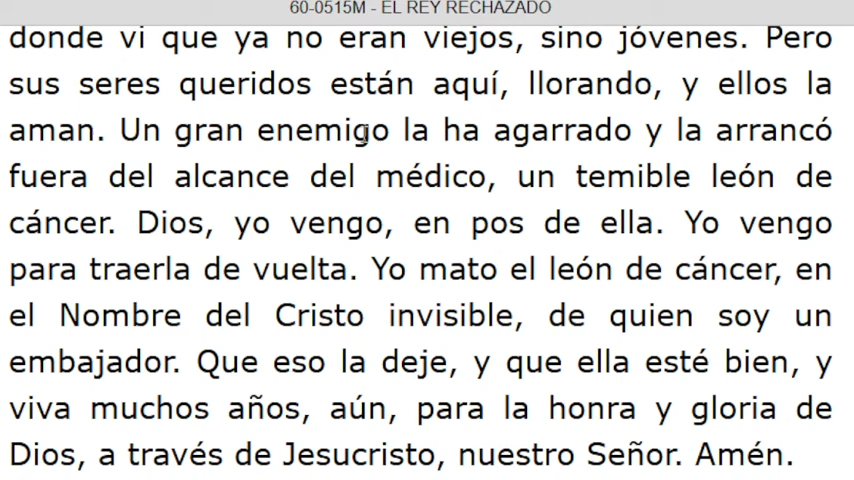 60-0515M - EL REY RECHAZADO
donde vi que ya no eran viejos, sino jóvenes. Pero
sus seres queridos están aquí, llorando, y ellos la
aman. Un gran enemigo la ha agarrado y la arrancó
fuera del alcance del médico, un temible león de
cáncer. Dios, yo vengo, en pos de ella. Yo vengo
para traerla de vuelta. Yo mato el león de cáncer, en
el Nombre del Cristo invisible, de quien soy un
embajador. Que eso la deje, y que ella esté bien, y
viva muchos años, aún, para la honra y gloria de
Dios, a través de Jesucristo, nuestro Señor. Amén.